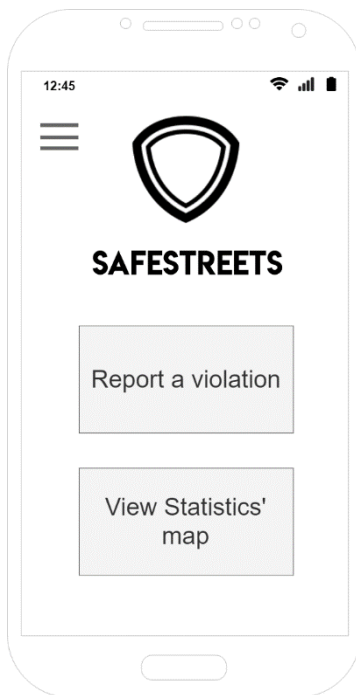 12:45
SAFESTREETS
Report a violation
View Statistics'
map